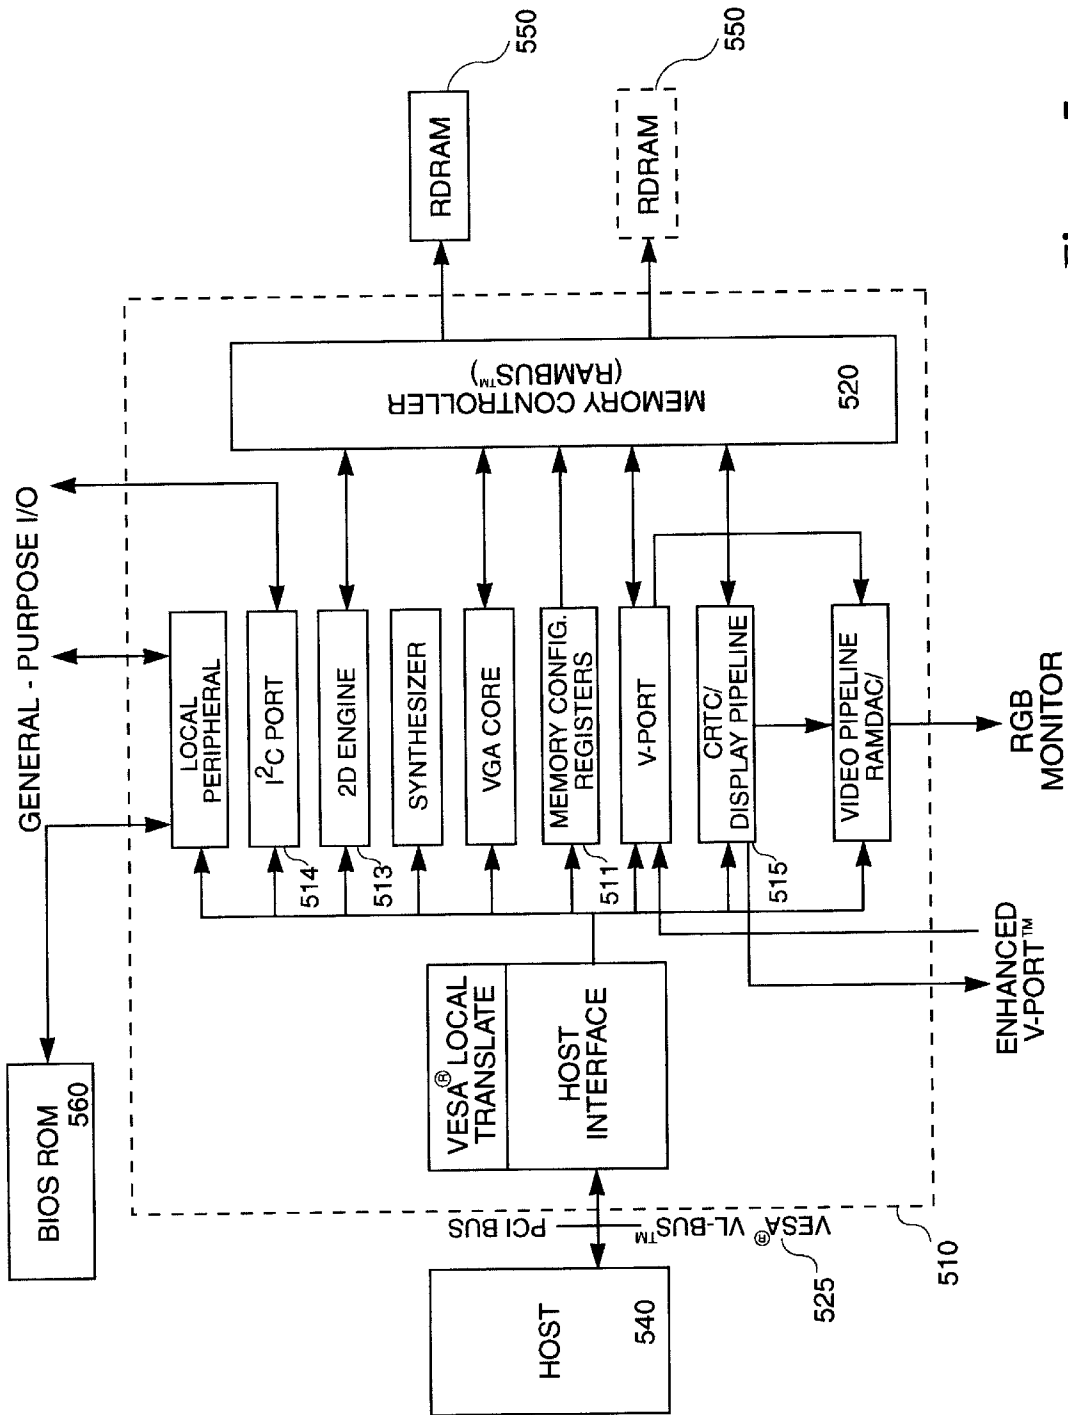 BIOS ROM
560
GENERAL - PURPOSE I/O
HOST
540
PCI BUS
VESA® VL-BUS™
525
510
VESA® LOCAL
TRANSLATE
HOST
INTERFACE
LOCAL
PERIPHERAL
I²C PORT
514
2D ENGINE
513
SYNTHESIZER
VGA CORE
MEMORY CONFIG.
REGISTERS
511
V-PORT
CRTC/
DISPLAY PIPELINE
515
VIDEO PIPELINE
RAMDAC/
MEMORY CONTROLLER
(RAMBUS™)
520
RDRAM
550
RDRAM
550
ENHANCED
V-PORT™
RGB
MONITOR